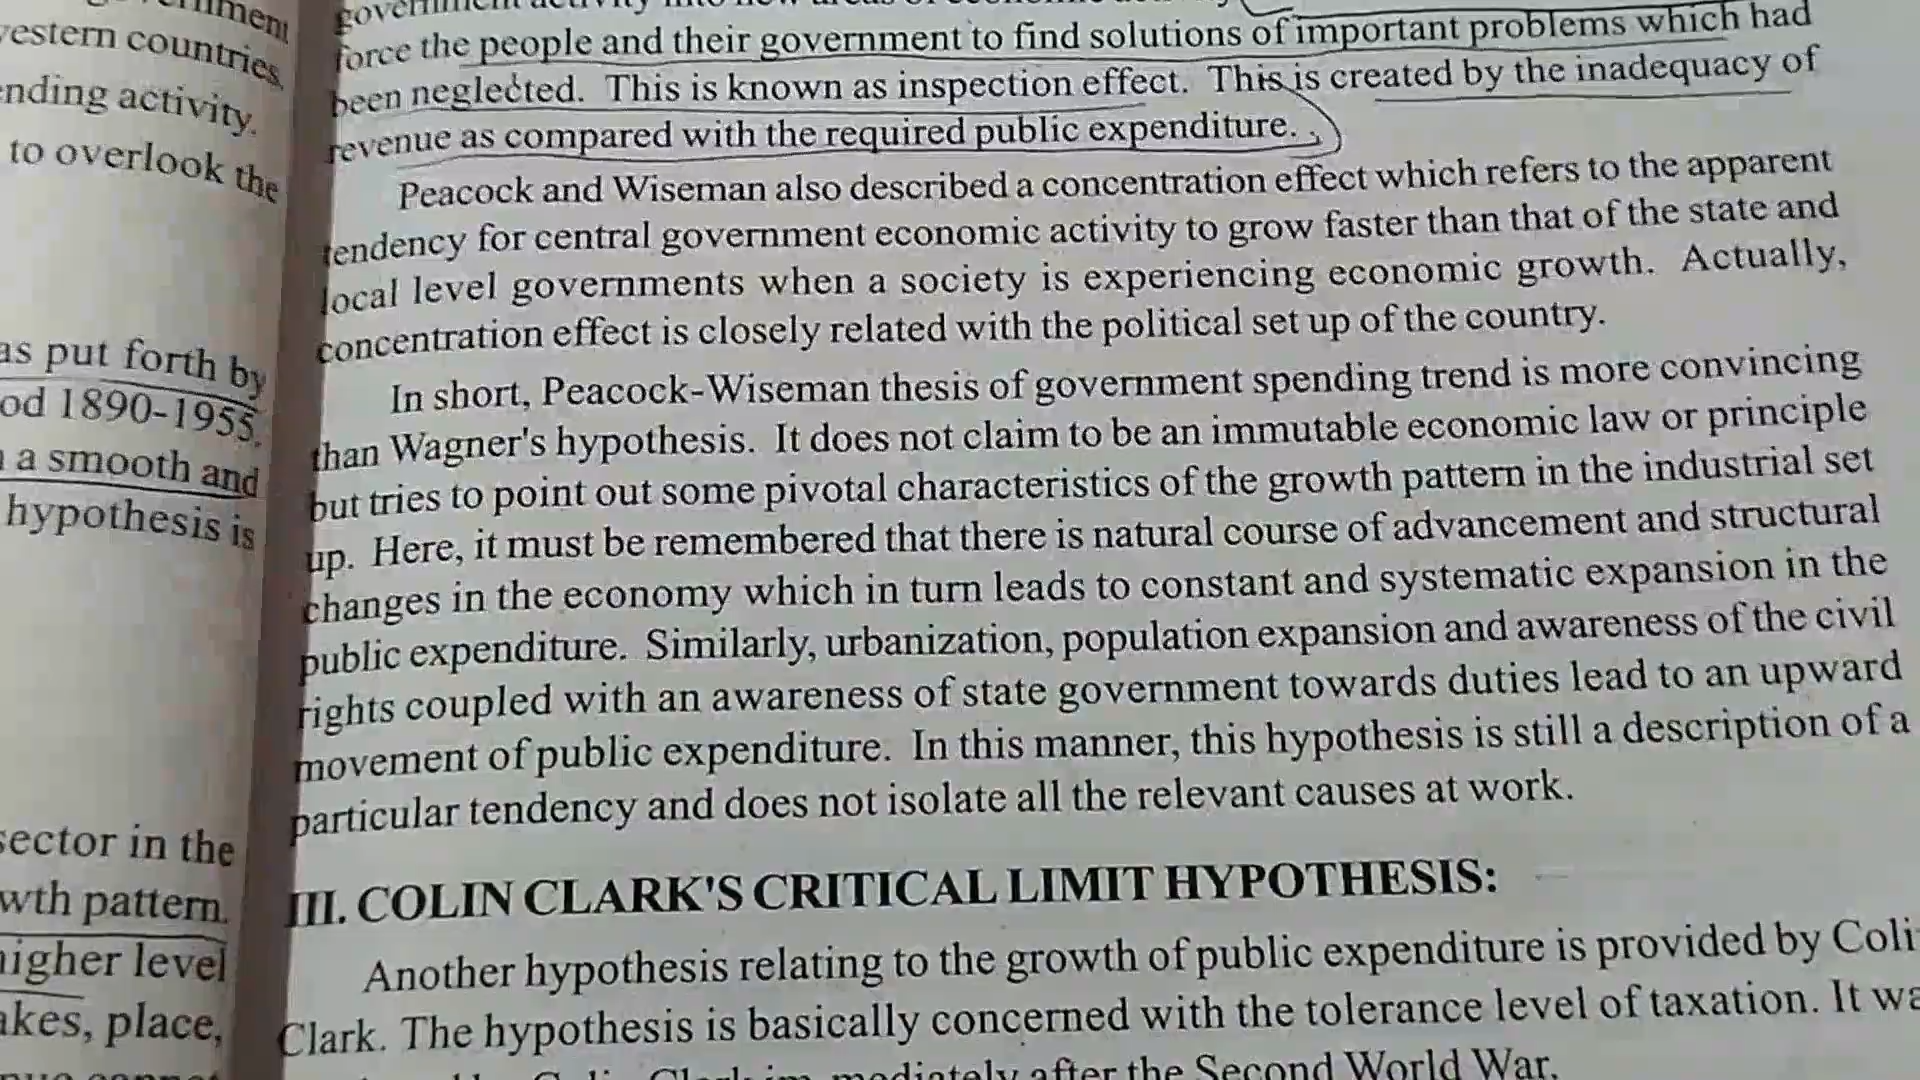 estern countries
nding activity.
to overlook the
as put forth by
od 1890-1955.
a smooth and
hypothesis is
sector in the
wth pattern.
higher level
akes, place,
force the people and their government to find solutions of important problems which had
been neglected. This is known as inspection effect. This is created by the inadequacy of
revenue as compared with the required public expenditure.
Peacock and Wiseman also described a concentration effect which refers to the apparent
tendency for central government economic activity to grow faster than that of the state and
local level governments when a society is experiencing economic growth. Actually,
concentration effect is closely related with the political set up of the country.
In short, Peacock-Wiseman thesis of government spending trend is more convincing
than Wagner's hypothesis. It does not claim to be an immutable economic law or principle
but tries to point out some pivotal characteristics of the growth pattern in the industrial set
up. Here, it must be remembered that there is natural course of advancement and structural
changes in the economy which in turn leads to constant and systematic expansion in the
public expenditure. Similarly, urbanization, population expansion and awareness of the civil
rights coupled with an awareness of state government towards duties lead to an upward
movement of public expenditure. In this manner, this hypothesis is still a description of a
particular tendency and does not isolate all the relevant causes at work.
III. COLIN CLARK'S CRITICAL LIMIT HYPOTHESIS:
Another hypothesis relating to the growth of public expenditure is provided by Coli
Clark. The hypothesis is basically concerned with the tolerance level of taxation. It wa
Colin Clark im mediately after the Second World War.